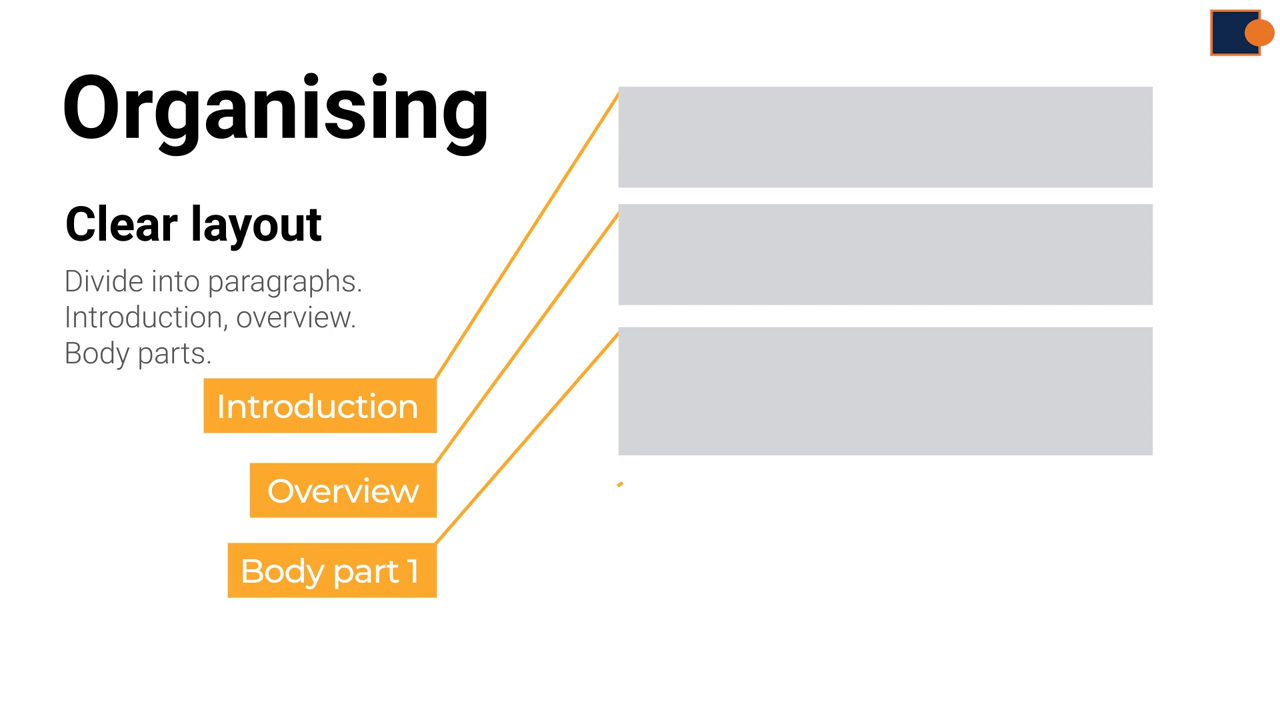 Organising
Clear layout
Divide into paragraphs.
Introduction, overview.
Body parts.
Introduction
Overview
Body part 1